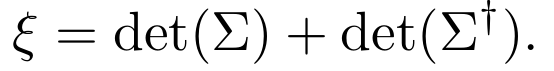 ξ = det(Σ) + det(Σ†).